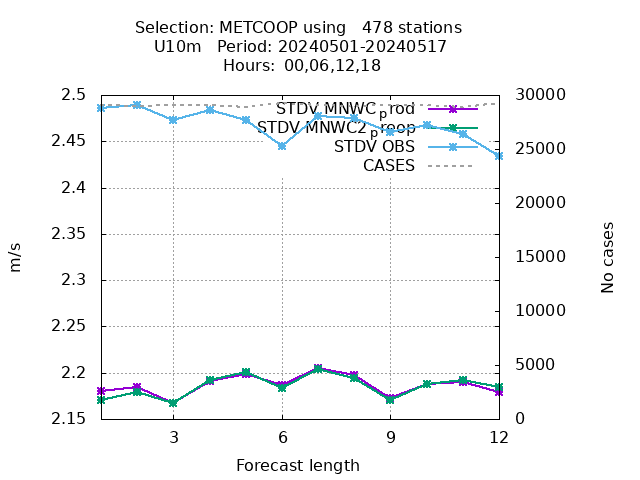 Selection: METCOOP using   478 stations
U10m   Period: 20240501-20240517
Hours:  00,06,12,18
2.5
2.45
2.4
2.35
2.3
2.25
2.2
2.15
30000
25000
20000
15000
10000
5000
0
3
6
9
12
m/s
No cases
Forecast length
STDV MNWC_prod
STDV MNWC2_preop
STDV OBS
CASES